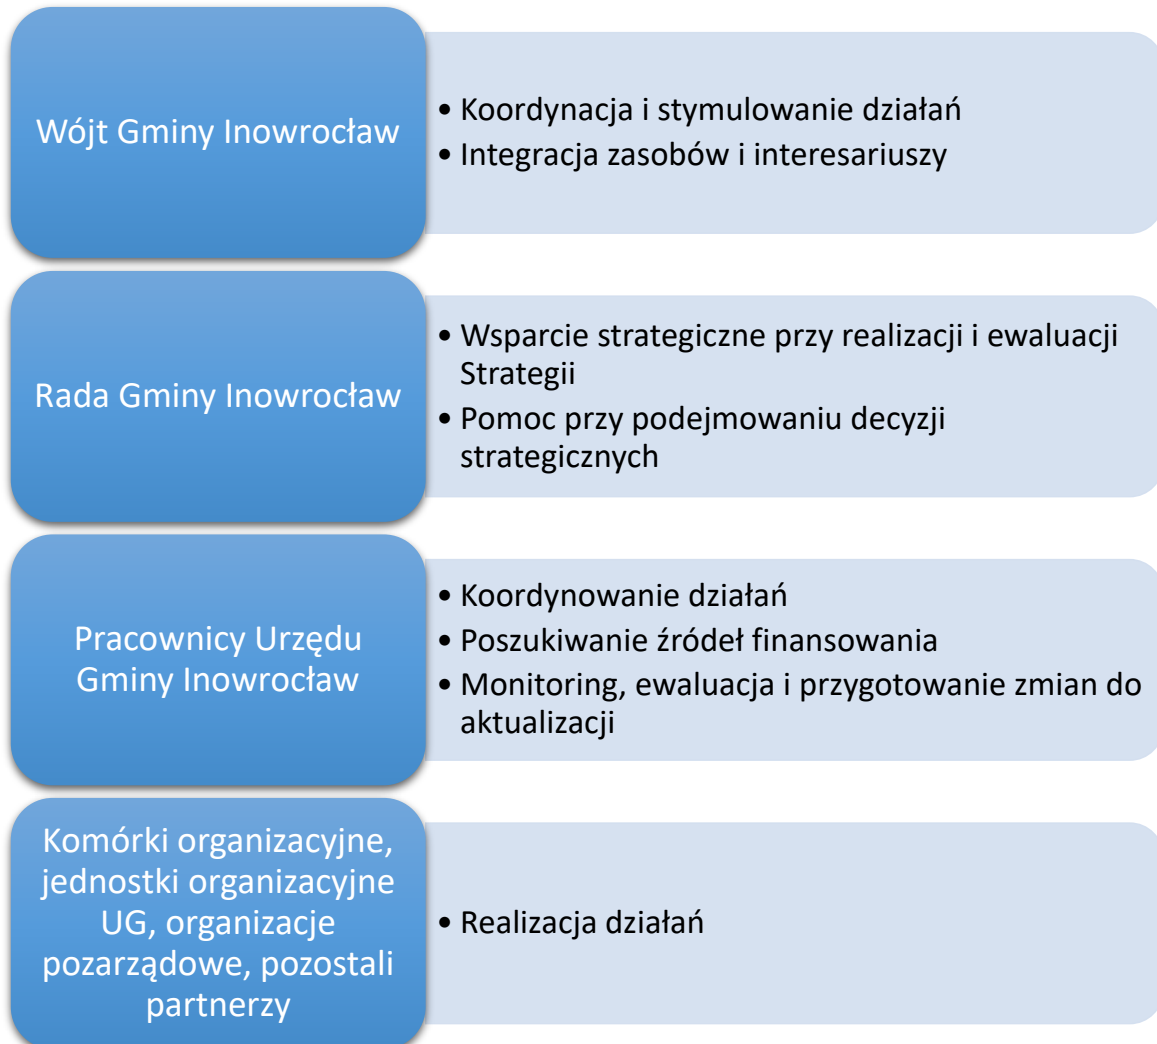 Wójt Gminy Inowrocław
• Koordynacja i stymulowanie działań
• Integracja zasobów i interesariuszy
Rada Gminy Inowrocław
• Wsparcie strategiczne przy realizacji i ewaluacji
Strategii
• Pomoc przy podejmowaniu decyzji
strategicznych
Pracownicy Urzędu
Gminy Inowrocław
• Koordynowanie działań
• Poszukiwanie źródeł finansowania
• Monitoring, ewaluacja i przygotowanie zmian do
aktualizacji
Komórki organizacyjne,
jednostki organizacyjne
UG, organizacje
pozarządowe, pozostali
partnerzy
• Realizacja działań